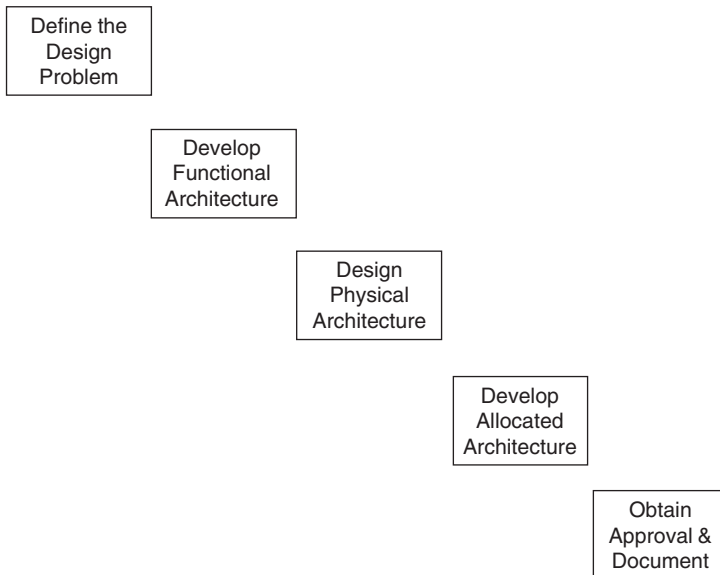 Define the
Design
Problem
Develop
Functional
Architecture
Design
Physical
Architecture
Develop
Allocated
Architecture
Obtain
Approval &
Document